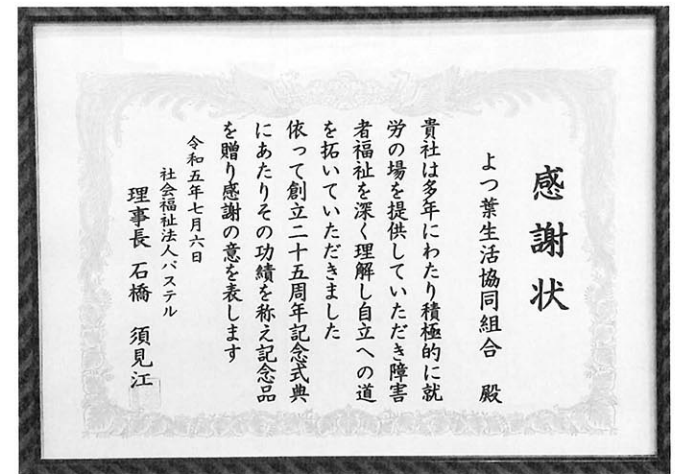 感謝状
よつ葉生活協同組合 殿
貴社は多年にわたり積極的に就
労の場を提供していただき障害
者福祉を深く理解し自立への道
を拓いていただきました
依って創立二十五周年記念式典
にあたりその功績を称え記念品
を贈り感謝の意を表します
令和五年七月六日
社会福祉法人パステル
理事長 石橋 須見江